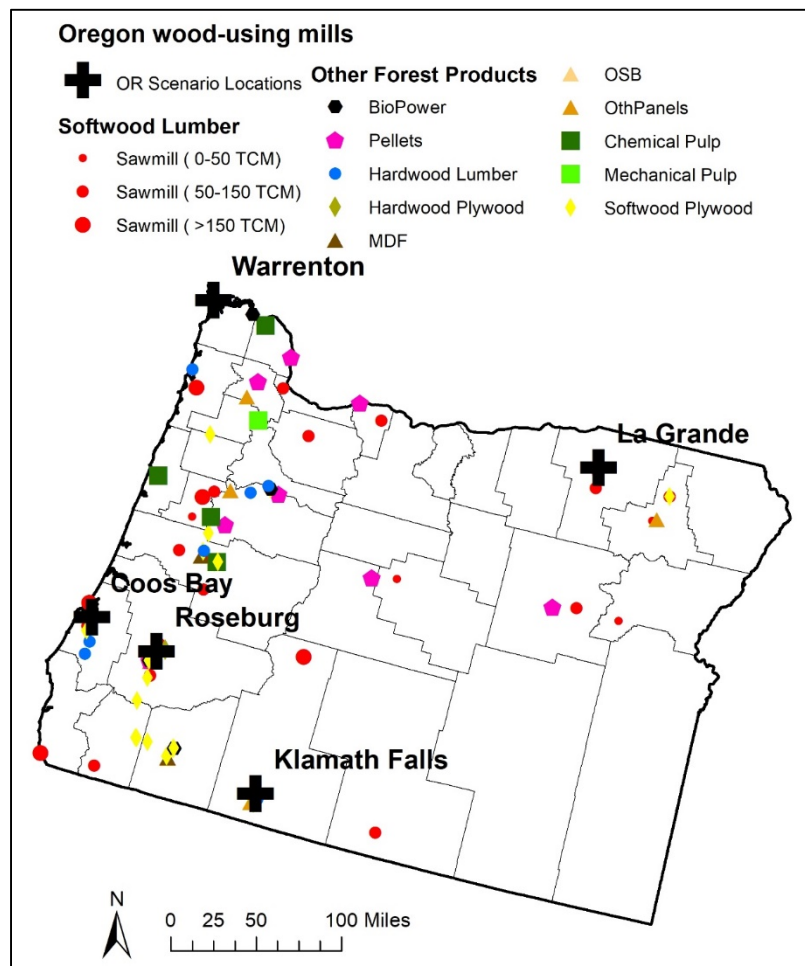 Oregon wood-using mills
OR Scenario Locations
Softwood Lumber
Sawmill ( 0-50 TCM)
Sawmill ( 50-150 TCM)
Sawmill ( >150 TCM)
Other Forest Products
BioPower
Pellets
Hardwood Lumber
Hardwood Plywood
MDF
OSB
OthPanels
Chemical Pulp
Mechanical Pulp
Softwood Plywood
Warrenton
La Grande
Coos Bay
Roseburg
Klamath Falls
N
0 25 50 100 Miles